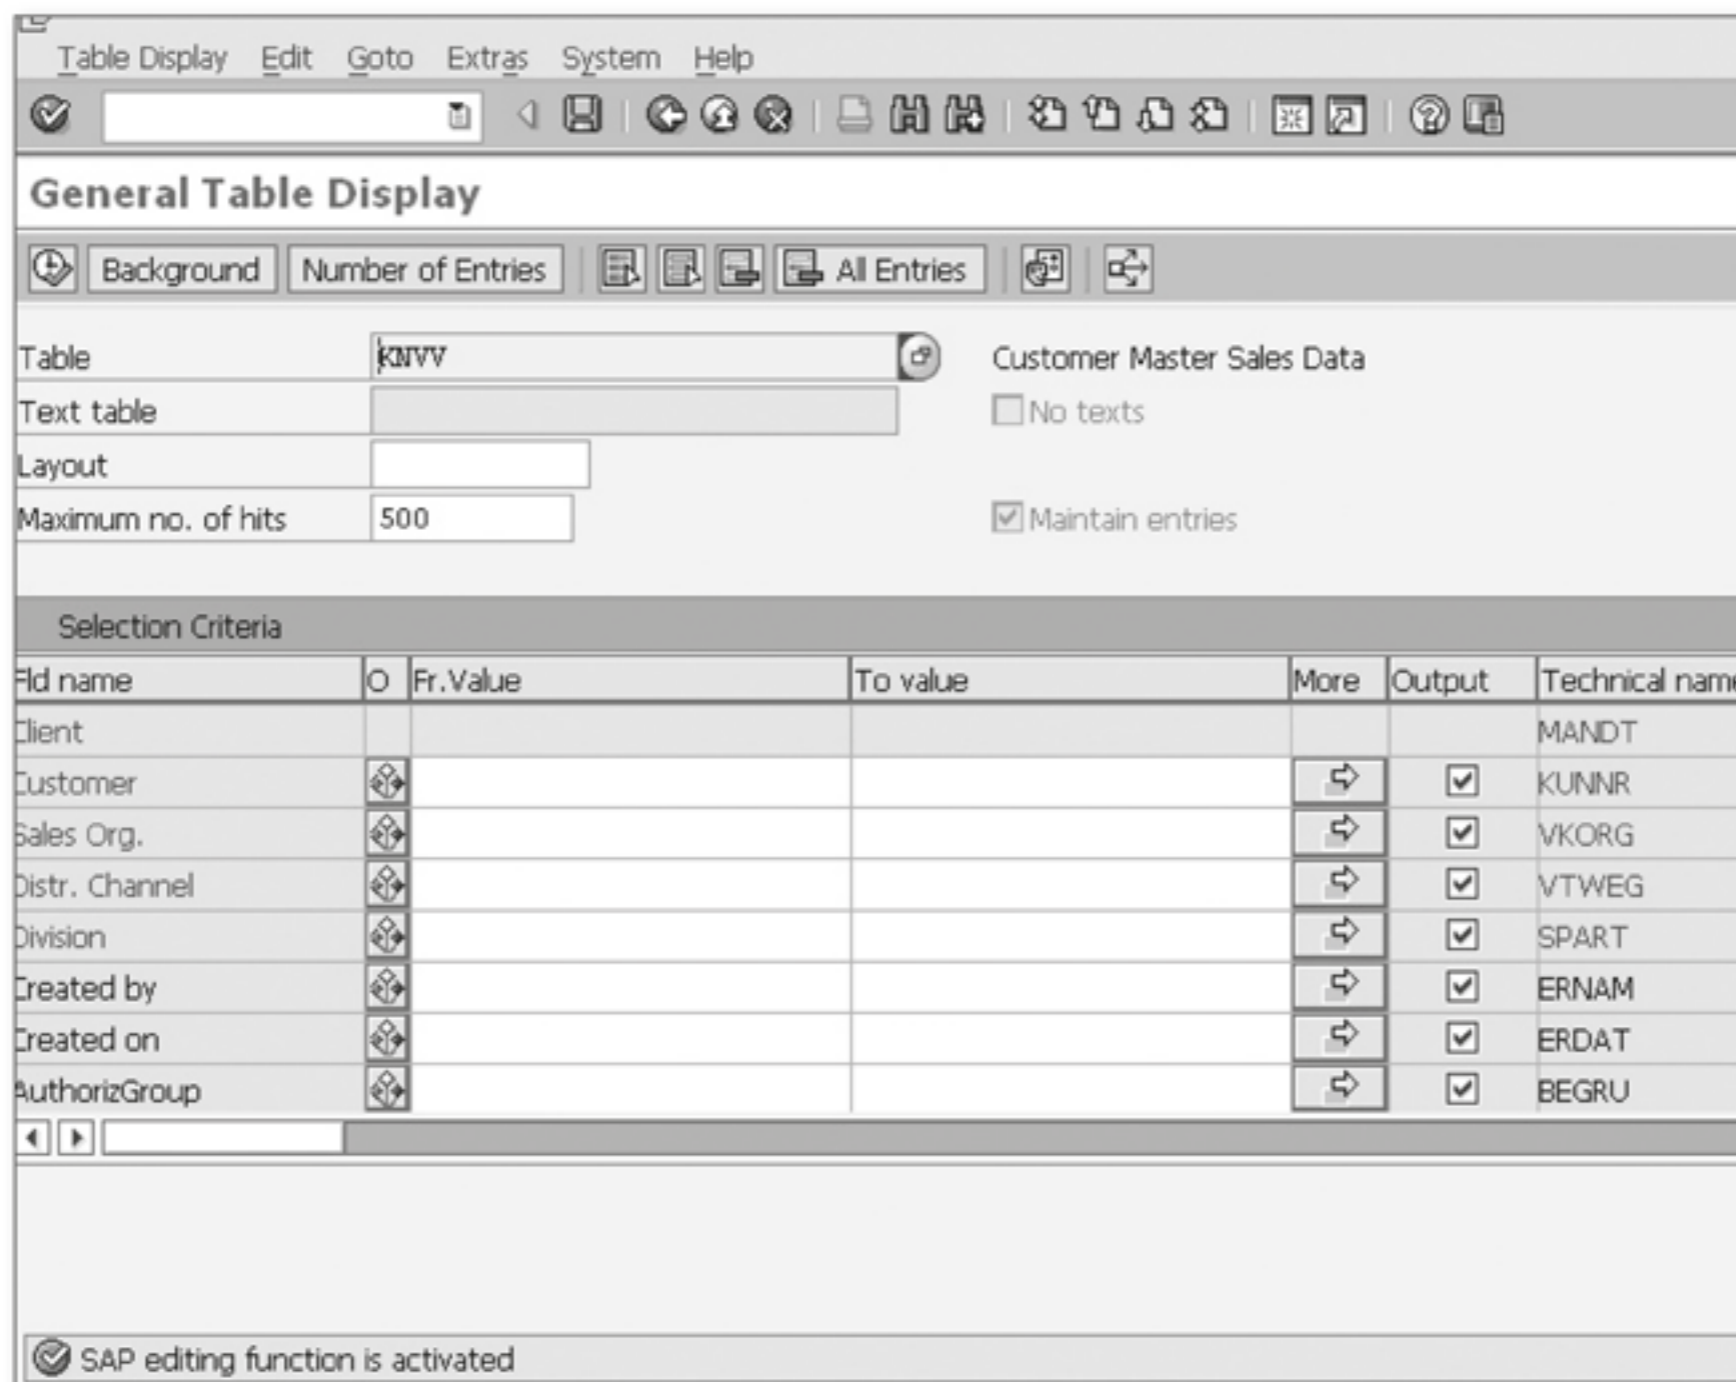 Table Display Edit Goto Extras System Help
General Table Display
Background Number of Entries All Entries
Table KNVV Customer Master Sales Data
Text table No texts
Layout
Maximum no. of hits 500 Maintain entries
Selection Criteria
Fld name O Fr.Value To value More Output Technical name
Client MANDT
Customer KUNNR
Sales Org. VKORG
Distr. Channel VTWEG
Division SPART
Created by ERNAM
Created on ERDAT
AuthorizGroup BEGRU
SAP editing function is activated